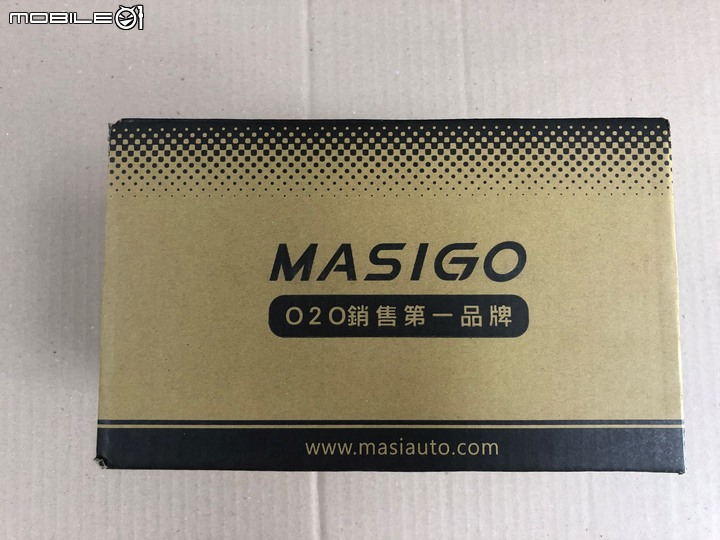 mobile01
MASIGO
O2O銷售第一品牌
www.masiauto.com